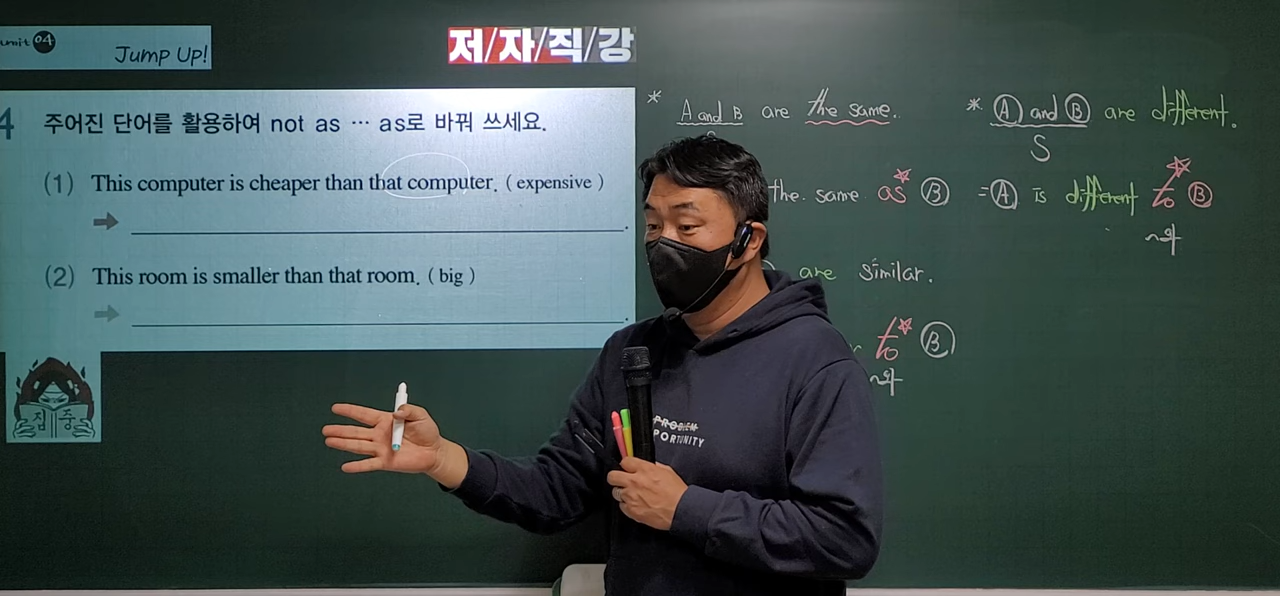 unit 04
Jump Up!
저/자/직/강
4 주어진 단어를 활용하여 not as … as로 바꿔 쓰세요.
(1) This computer is cheaper than that computer. ( expensive )
➡ .
(2) This room is smaller than that room. ( big )
➡ .
집중
* A and B are the same.
the same as* Ⓑ
are similar.
to* Ⓑ
~와
* Ⓐ and Ⓑ are different.
S
= Ⓐ is different to Ⓑ
~와
PROBLEM
PORTUNITY